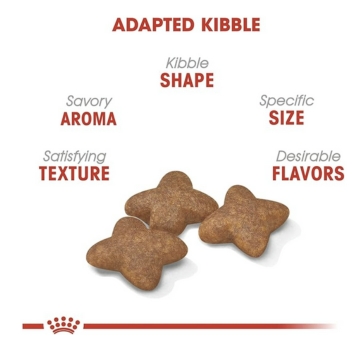 ADAPTED KIBBLE
Kibble
SHAPE
Savory
AROMA
Specific
SIZE
Satisfying
TEXTURE
Desirable
FLAVORS